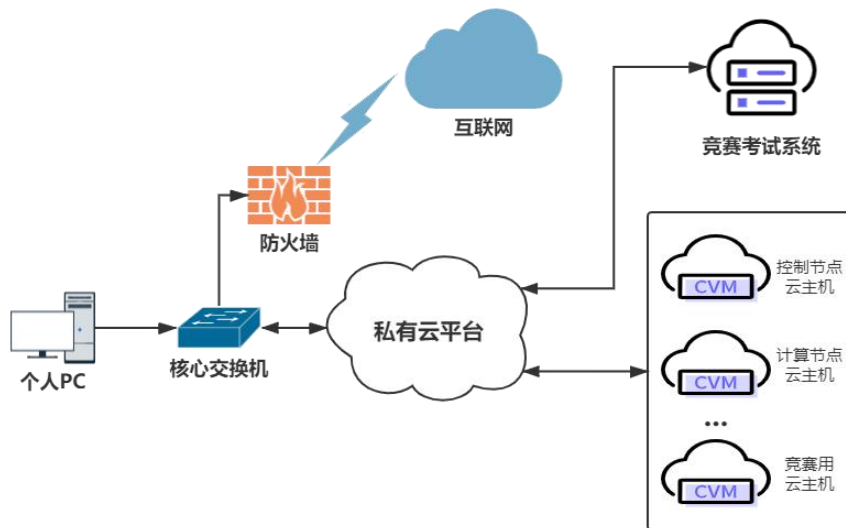 互联网
竞赛考试系统
防火墙
控制节点
云主机
CVM
私有云平台
核心交换机
个人PC
计算节点
云主机
CVM
...
竞赛用
云主机
CVM